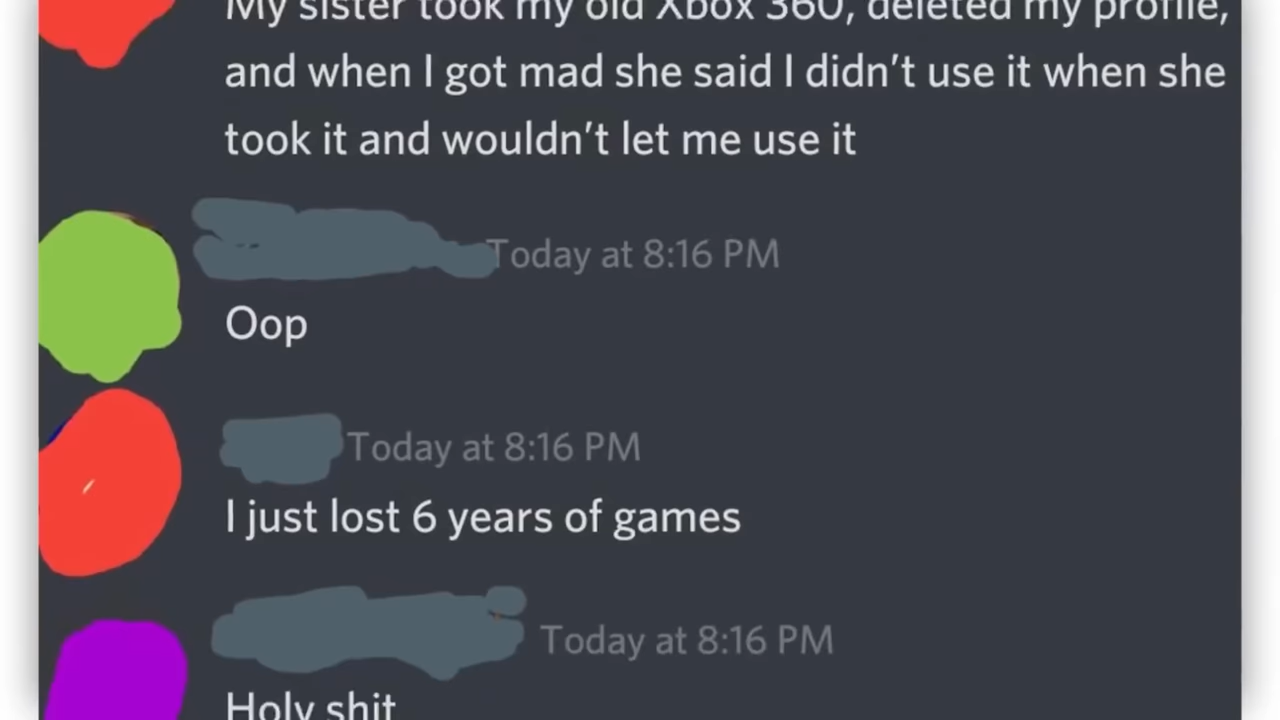 My sister took my old Xbox 360, deleted my profile,
and when I got mad she said I didn't use it when she
took it and wouldn't let me use it
Today at 8:16 PM
Oop
Today at 8:16 PM
I just lost 6 years of games
Today at 8:16 PM
Holy shit